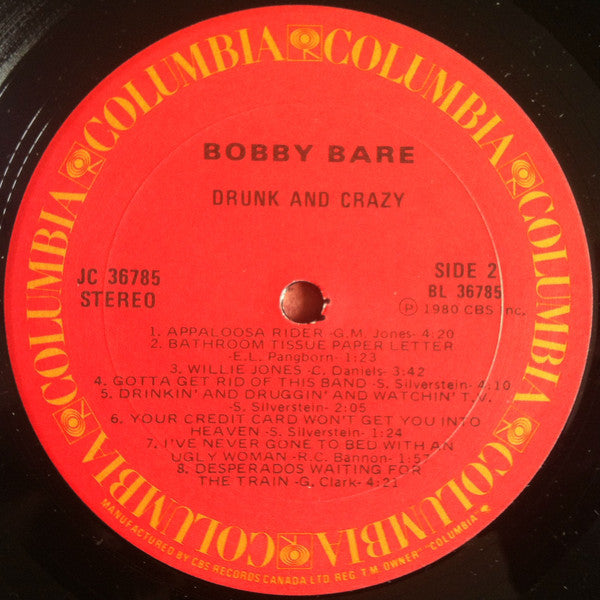 COLUMBIA COLUMBIA COLUMBIA COLUMBIA COLUMBIA COLUMBIA
BOBBY BARE
DRUNK AND CRAZY
JC 36785
STEREO
SIDE 2
BL 36785
Ⓟ 1980 CBS Inc.
1. APPALOOSA RIDER -G.M. Jones- 4:20
2. BATHROOM TISSUE PAPER LETTER
-E.L. Pangborn- 1:23
3. WILLIE JONES -C. Daniels- 3:42
4. GOTTA GET RID OF THIS BAND -S. Silverstein- 4:10
5. DRINKIN' AND DRUGGIN' AND WATCHIN' T.V.
-S. Silverstein- 2:05
6. YOUR CREDIT CARD WON'T GET YOU INTO
HEAVEN -S. Silverstein- 1:24
7. I'VE NEVER GONE TO BED WITH AN
UGLY WOMAN -R.C. Bannon- 1:57
8. DESPERADOS WAITING FOR
THE TRAIN -G. Clark- 4:21
MANUFACTURED BY CBS RECORDS CANADA LTD. REG. T.M. OWNER "COLUMBIA"